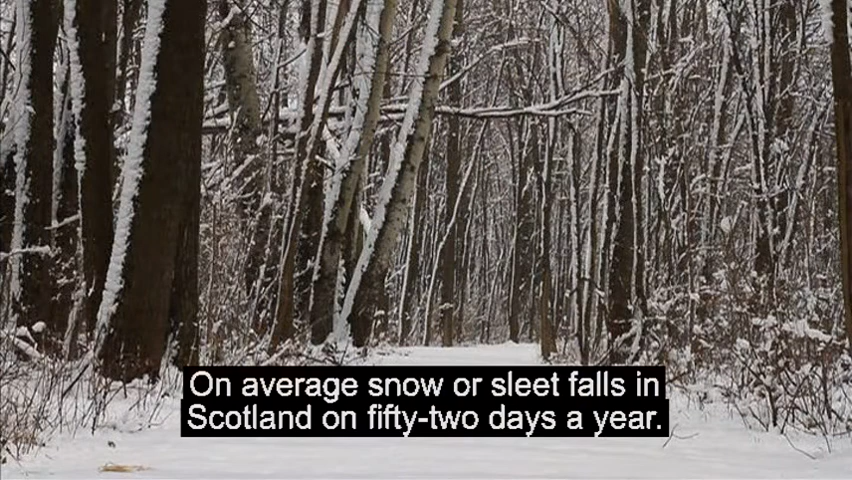 On average snow or sleet falls in
Scotland on fifty-two days a year.